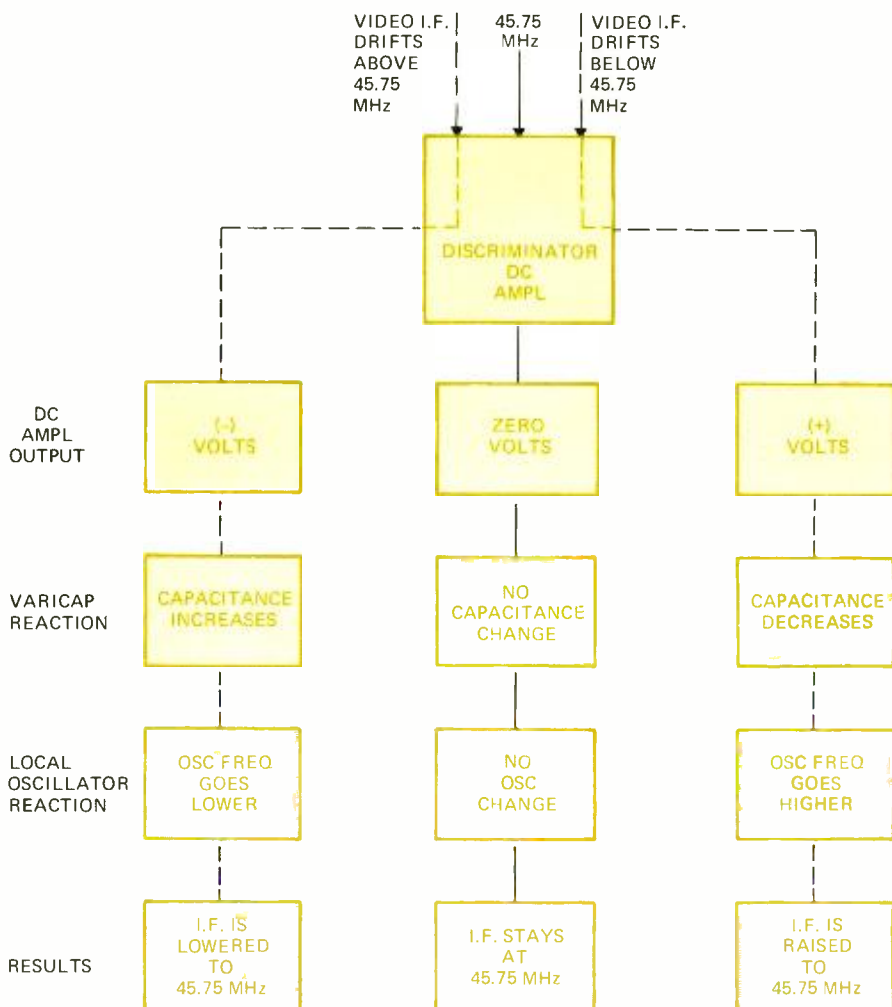 VIDEO I.F.
DRIFTS
ABOVE
45.75
MHz
45.75
MHz
VIDEO I.F.
DRIFTS
BELOW
45.75
MHz
DISCRIMINATOR
DC
AMPL
DC
AMPL
OUTPUT
(-)
VOLTS
ZERO
VOLTS
(+)
VOLTS
VARICAP
REACTION
CAPACITANCE
INCREASES
NO
CAPACITANCE
CHANGE
CAPACITANCE
DECREASES
LOCAL
OSCILLATOR
REACTION
OSC FREQ
GOES
LOWER
NO
OSC
CHANGE
OSC FREQ
GOES
HIGHER
RESULTS
I.F. IS
LOWERED
TO
45.75 MHz
I.F. STAYS
AT
45.75 MHz
I.F. IS
RAISED
TO
45.75 MHz